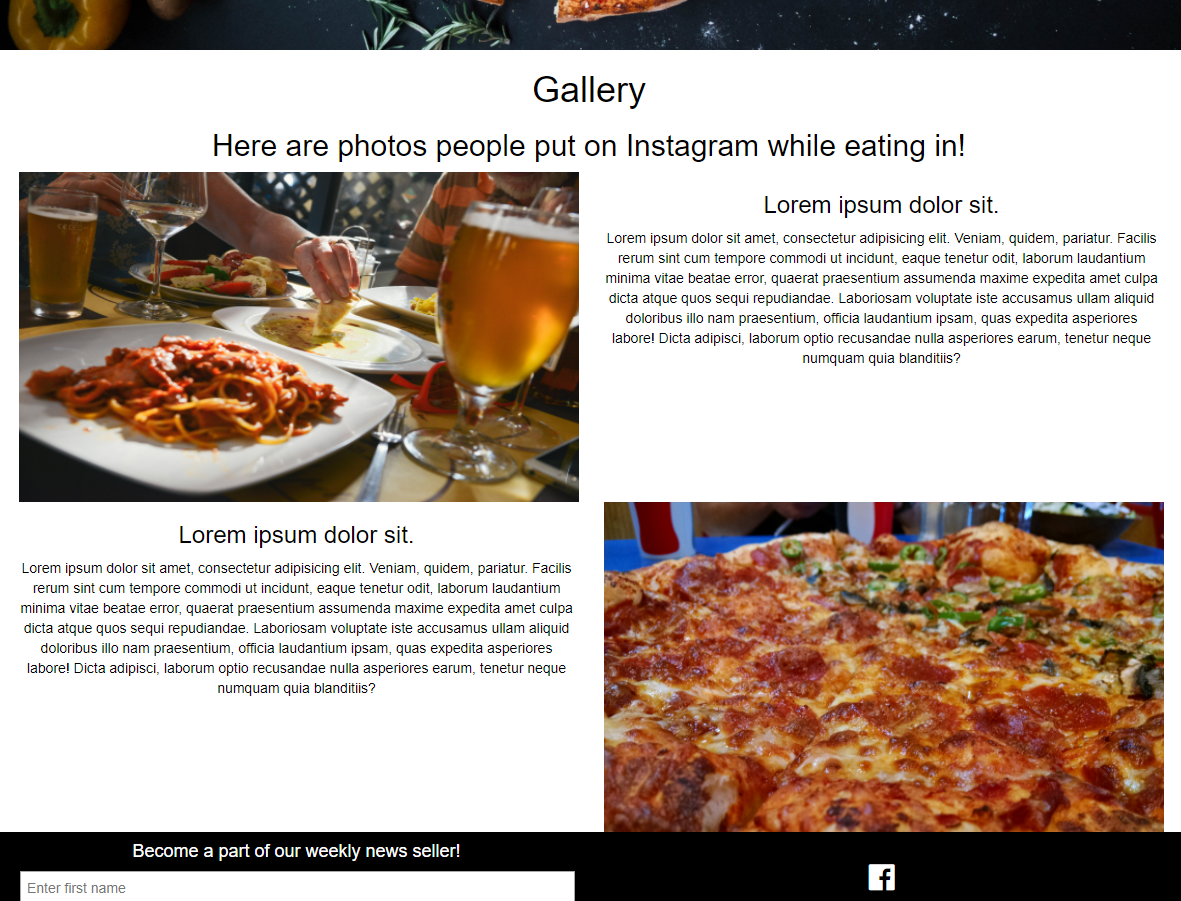 Gallery
Here are photos people put on Instagram while eating in!
Lorem ipsum dolor sit.
Lorem ipsum dolor sit amet, consectetur adipisicing elit. Veniam, quidem, pariatur. Facilis
rerum sint cum tempore commodi ut incidunt, eaque tenetur odit, laborum laudantium
minima vitae beatae error, quaerat praesentium assumenda maxime expedita amet culpa
dicta atque quos sequi repudiandae. Laboriosam voluptate iste accusamus ullam aliquid
doloribus illo nam praesentium, officia laudantium ipsam, quas expedita asperiores
labore! Dicta adipisci, laborum optio recusandae nulla asperiores earum, tenetur neque
numquam quia blanditiis?
Lorem ipsum dolor sit.
Lorem ipsum dolor sit amet, consectetur adipisicing elit. Veniam, quidem, pariatur. Facilis
rerum sint cum tempore commodi ut incidunt, eaque tenetur odit, laborum laudantium
minima vitae beatae error, quaerat praesentium assumenda maxime expedita amet culpa
dicta atque quos sequi repudiandae. Laboriosam voluptate iste accusamus ullam aliquid
doloribus illo nam praesentium, officia laudantium ipsam, quas expedita asperiores
labore! Dicta adipisci, laborum optio recusandae nulla asperiores earum, tenetur neque
numquam quia blanditiis?
Become a part of our weekly news seller!
Enter first name